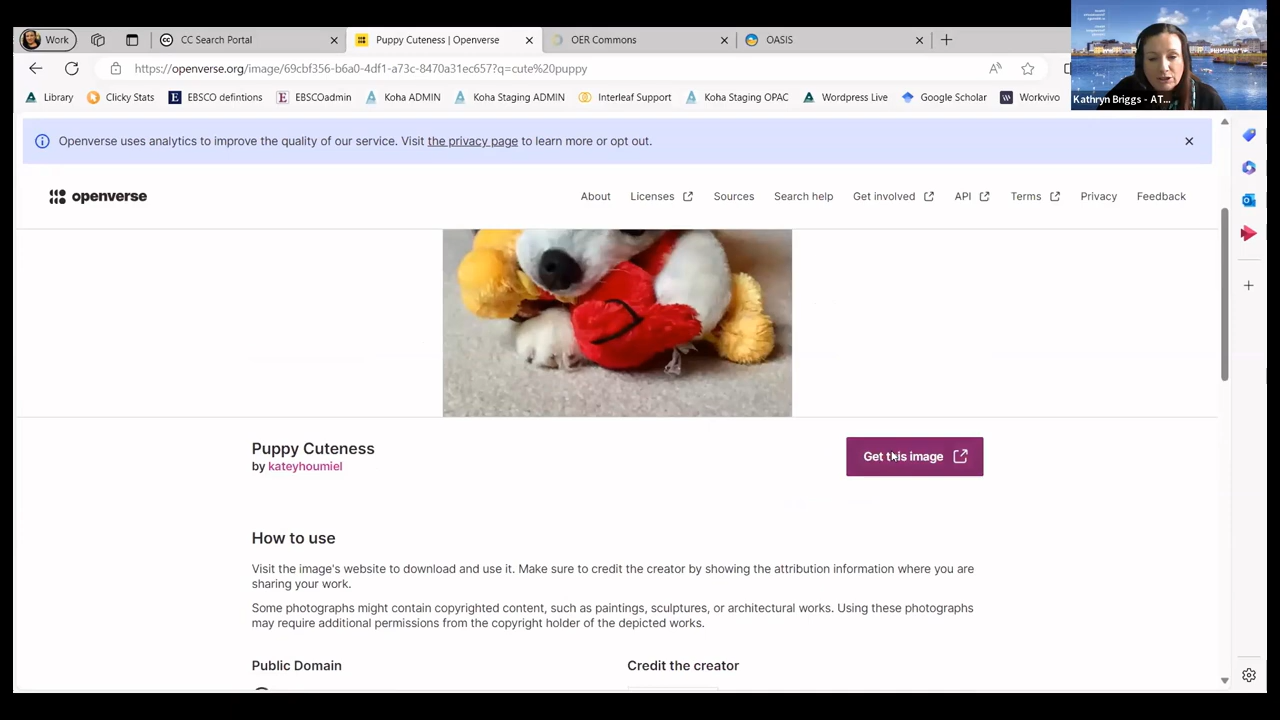 Work
CC Search Portal
Puppy Cuteness | Openverse
OER Commons
OASIS
https://openverse.org/image/69cbf356-b6a0-4df1-a73c-8470a31ec657?q=cute%20puppy
Library Clicky Stats EBSCO defintions EBSCOadmin Koha ADMIN Koha Staging ADMIN Interleaf Support Koha Staging OPAC Wordpress Live Google Scholar Workvivo
Kathryn Briggs - AT...
Openverse uses analytics to improve the quality of our service. Visit the privacy page to learn more or opt out.
openverse About Licenses Sources Search help Get involved API Terms Privacy Feedback
Puppy Cuteness
by kateyhoumiel
Get this image
How to use
Visit the image's website to download and use it. Make sure to credit the creator by showing the attribution information where you are
sharing your work.
Some photographs might contain copyrighted content, such as paintings, sculptures, or architectural works. Using these photographs
may require additional permissions from the copyright holder of the depicted works.
Public Domain Credit the creator